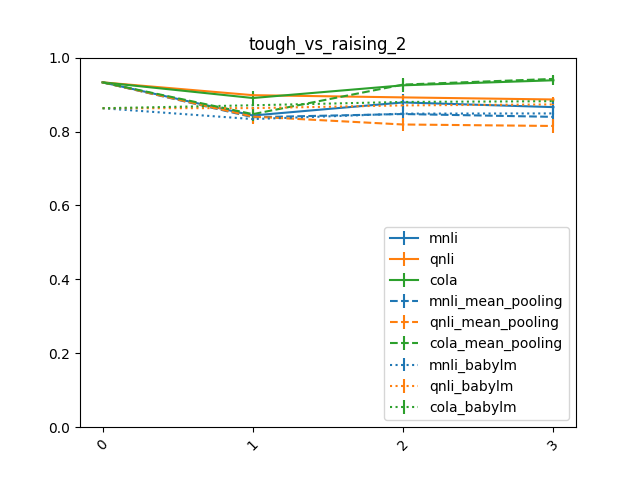 tough_vs_raising_2
1.0
0.8
0.6
0.4
0.2
0.0
mnli
qnli
cola
mnli_mean_pooling
qnli_mean_pooling
cola_mean_pooling
mnli_babylm
qnli_babylm
cola_babylm
0
1
2
3